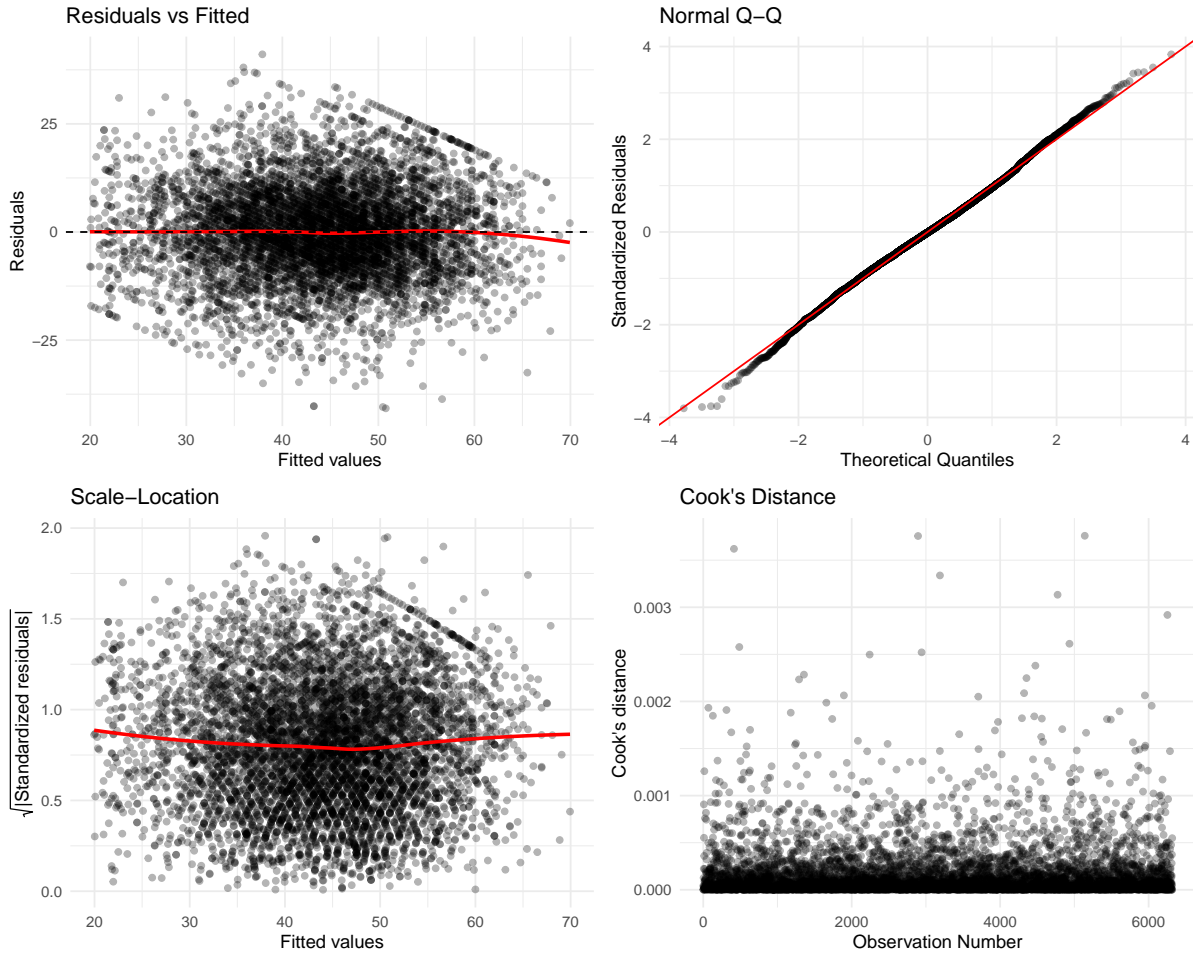 Residuals vs Fitted
25
0
−25
Residuals
20 30 40 50 60 70
Fitted values
Normal Q−Q
4
2
0
−2
−4
Standardized Residuals
−4 −2 0 2 4
Theoretical Quantiles
Scale−Location
2.0
1.5
1.0
0.5
0.0
√|Standardized residuals|
20 30 40 50 60 70
Fitted values
Cook's Distance
0.003
0.002
0.001
0.000
Cook's distance
0 2000 4000 6000
Observation Number